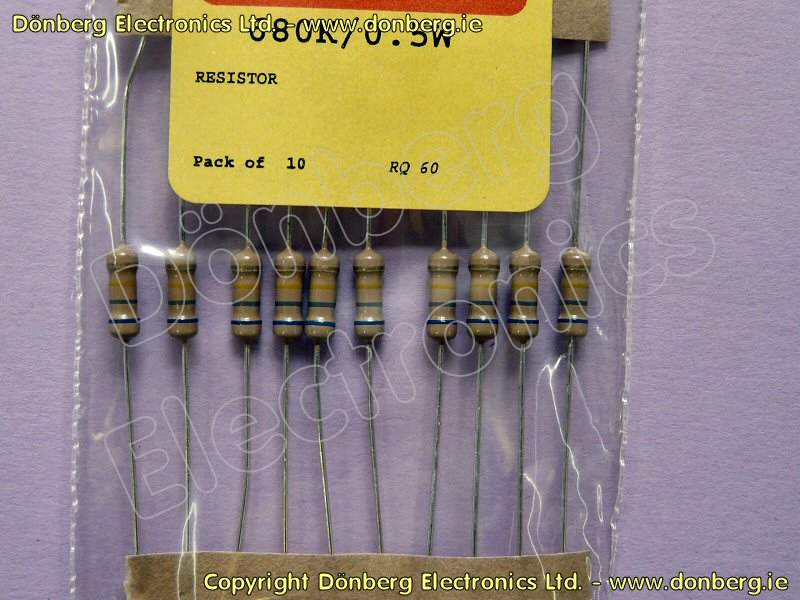 Dönberg Electronics Ltd. - www.donberg.ie
680K/0.5W
RESISTOR
Pack of 10 RQ 60
Dönberg
Electronics
Copyright Dönberg Electronics Ltd. - www.donberg.ie